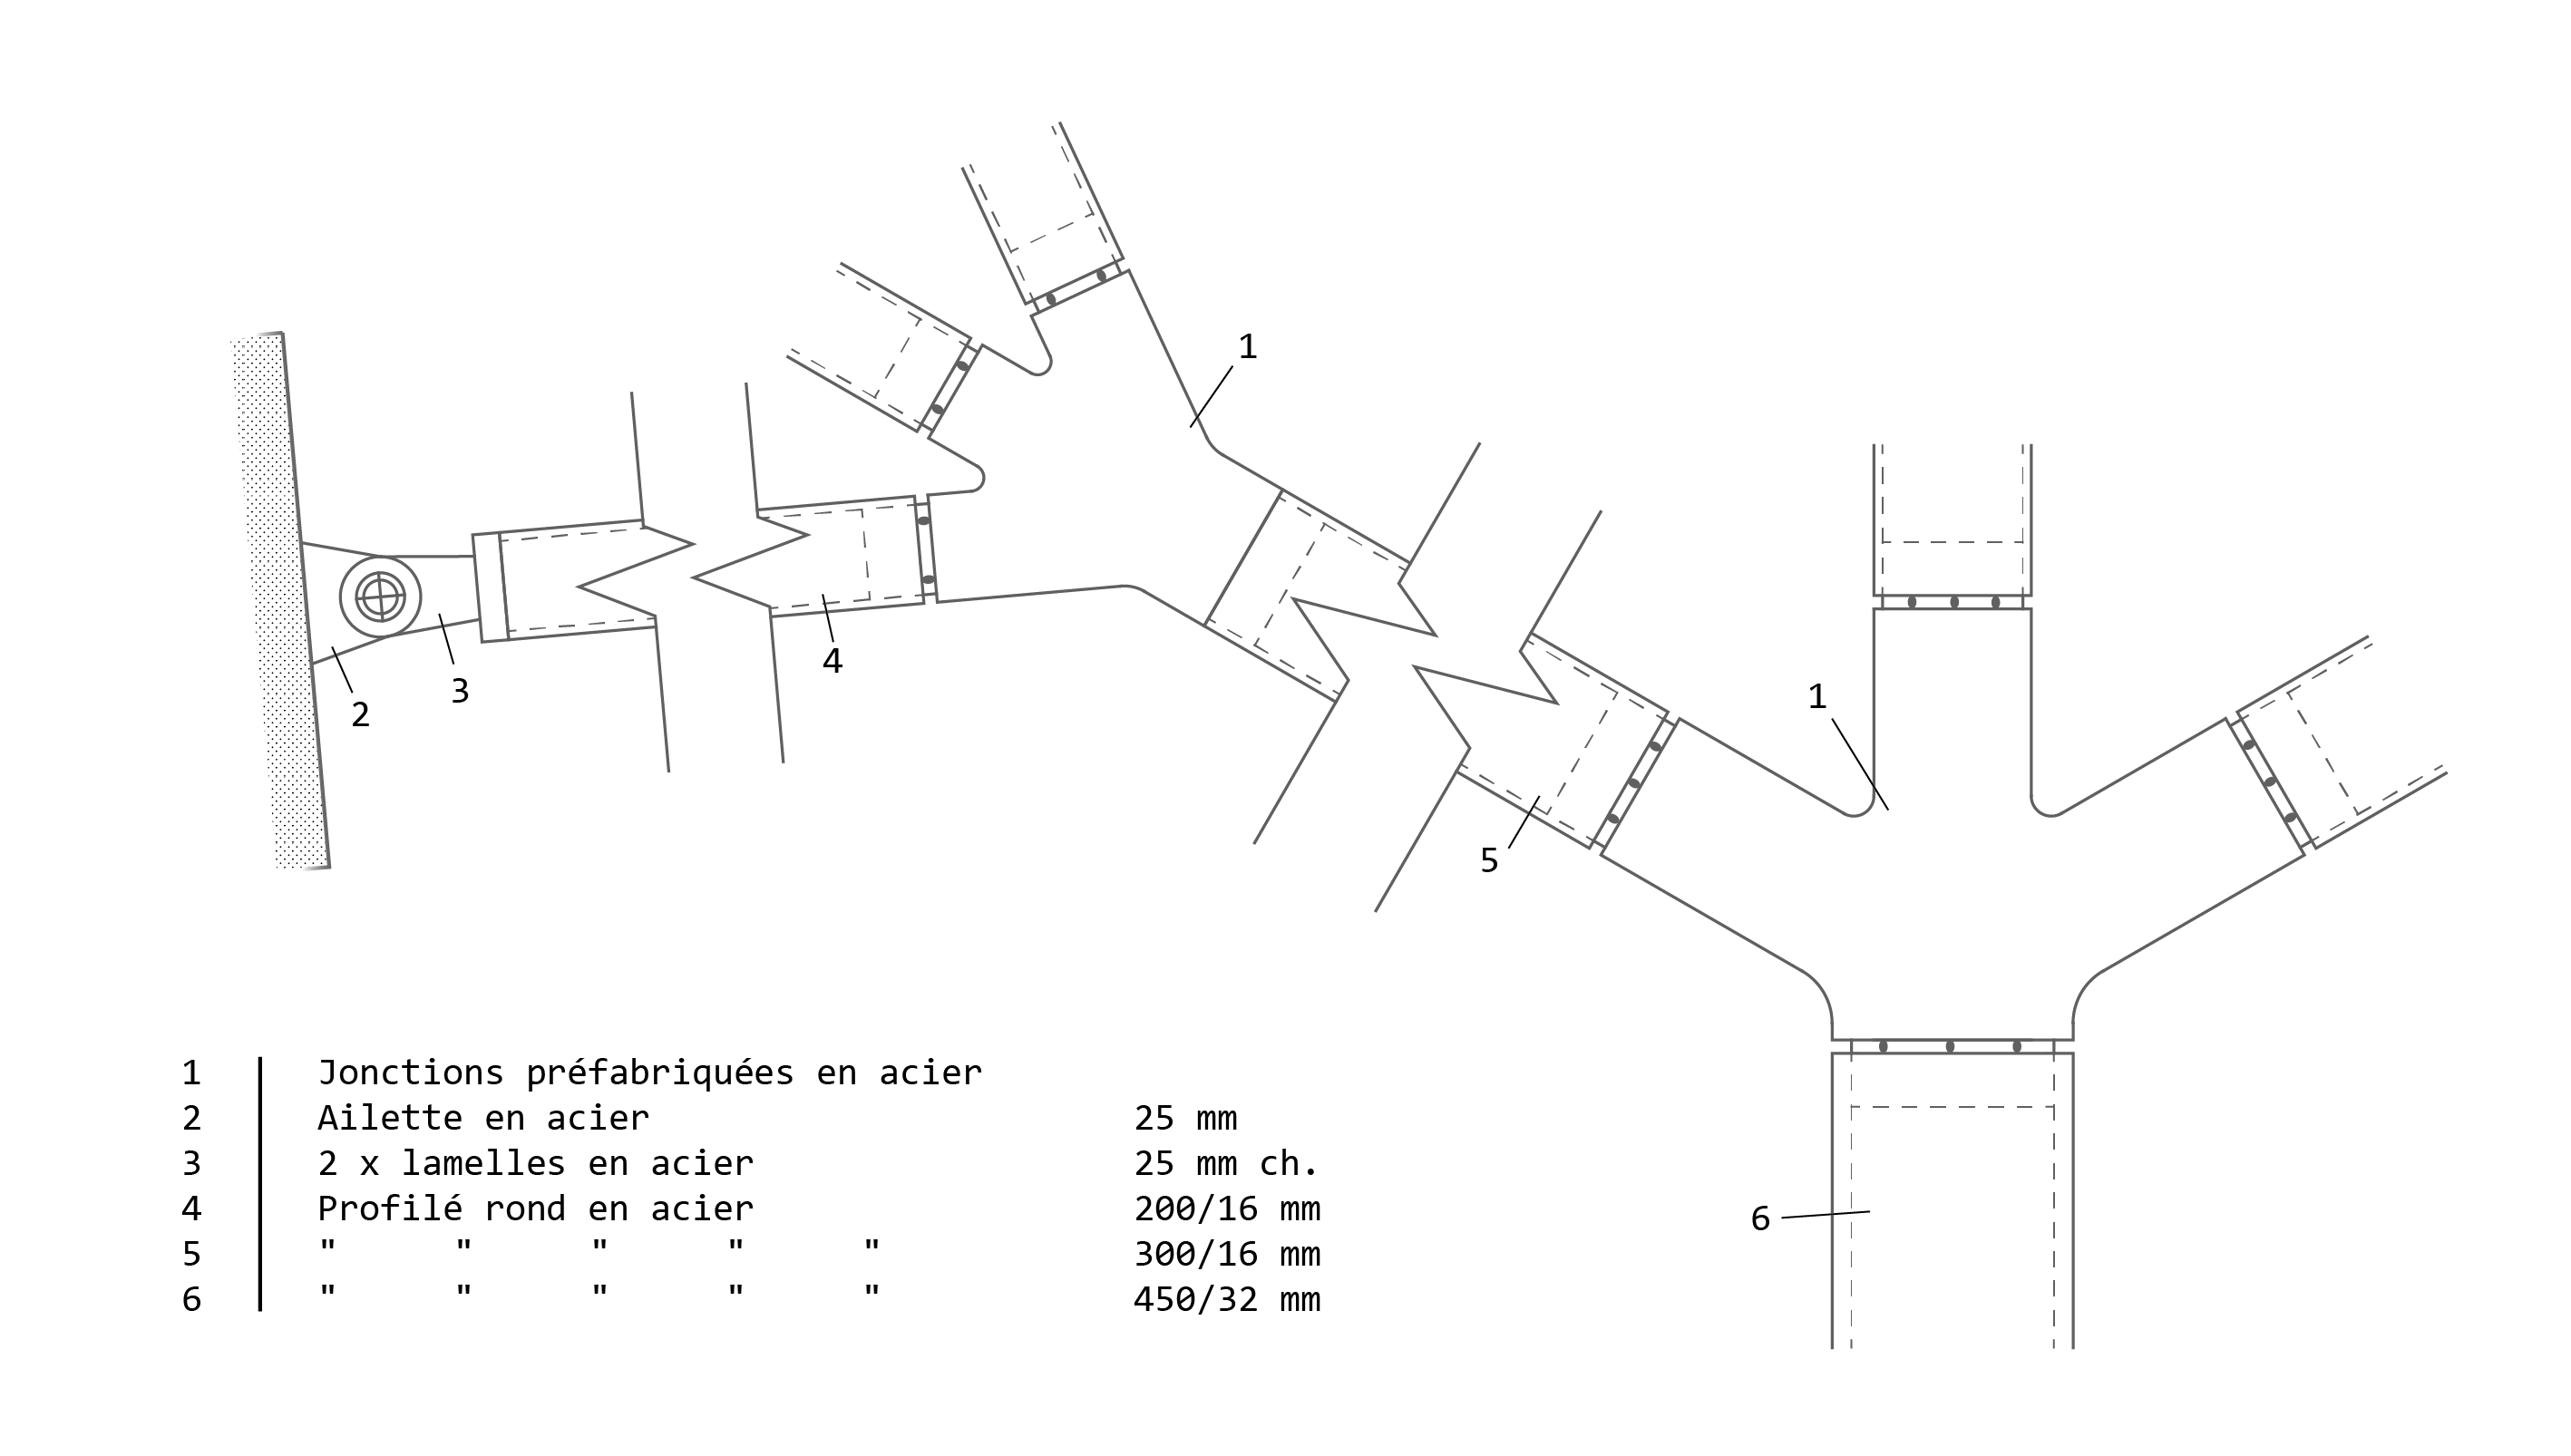 1
1
1
2
3
4
5
6
1 Jonctions préfabriquées en acier
2 Ailette en acier 25 mm
3 2 x lamelles en acier 25 mm ch.
4 Profilé rond en acier 200/16 mm
5 " " " " " 300/16 mm
6 " " " " " 450/32 mm